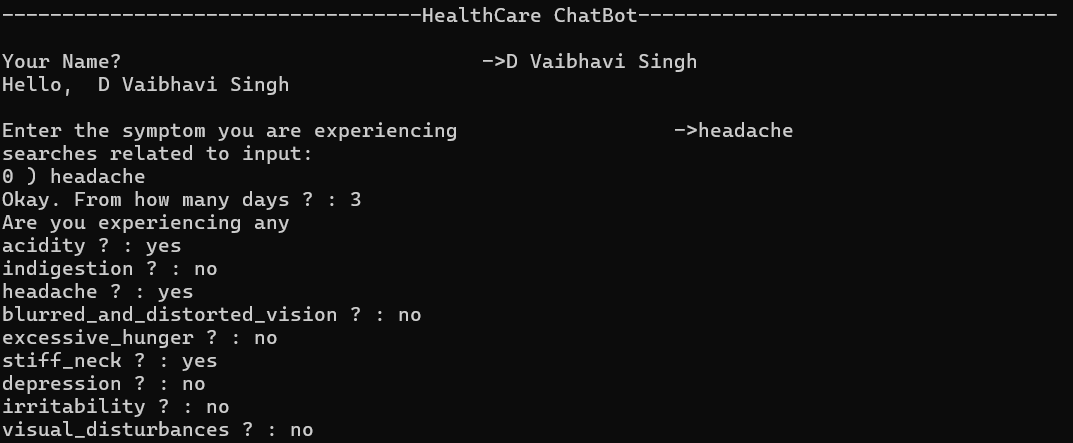 -----------------------------------HealthCare ChatBot-----------------------------------
Your Name? ->D Vaibhavi Singh
Hello,  D Vaibhavi Singh
Enter the symptom you are experiencing ->headache
searches related to input:
0 ) headache
Okay. From how many days ? : 3
Are you experiencing any
acidity ? : yes
indigestion ? : no
headache ? : yes
blurred_and_distorted_vision ? : no
excessive_hunger ? : no
stiff_neck ? : yes
depression ? : no
irritability ? : no
visual_disturbances ? : no